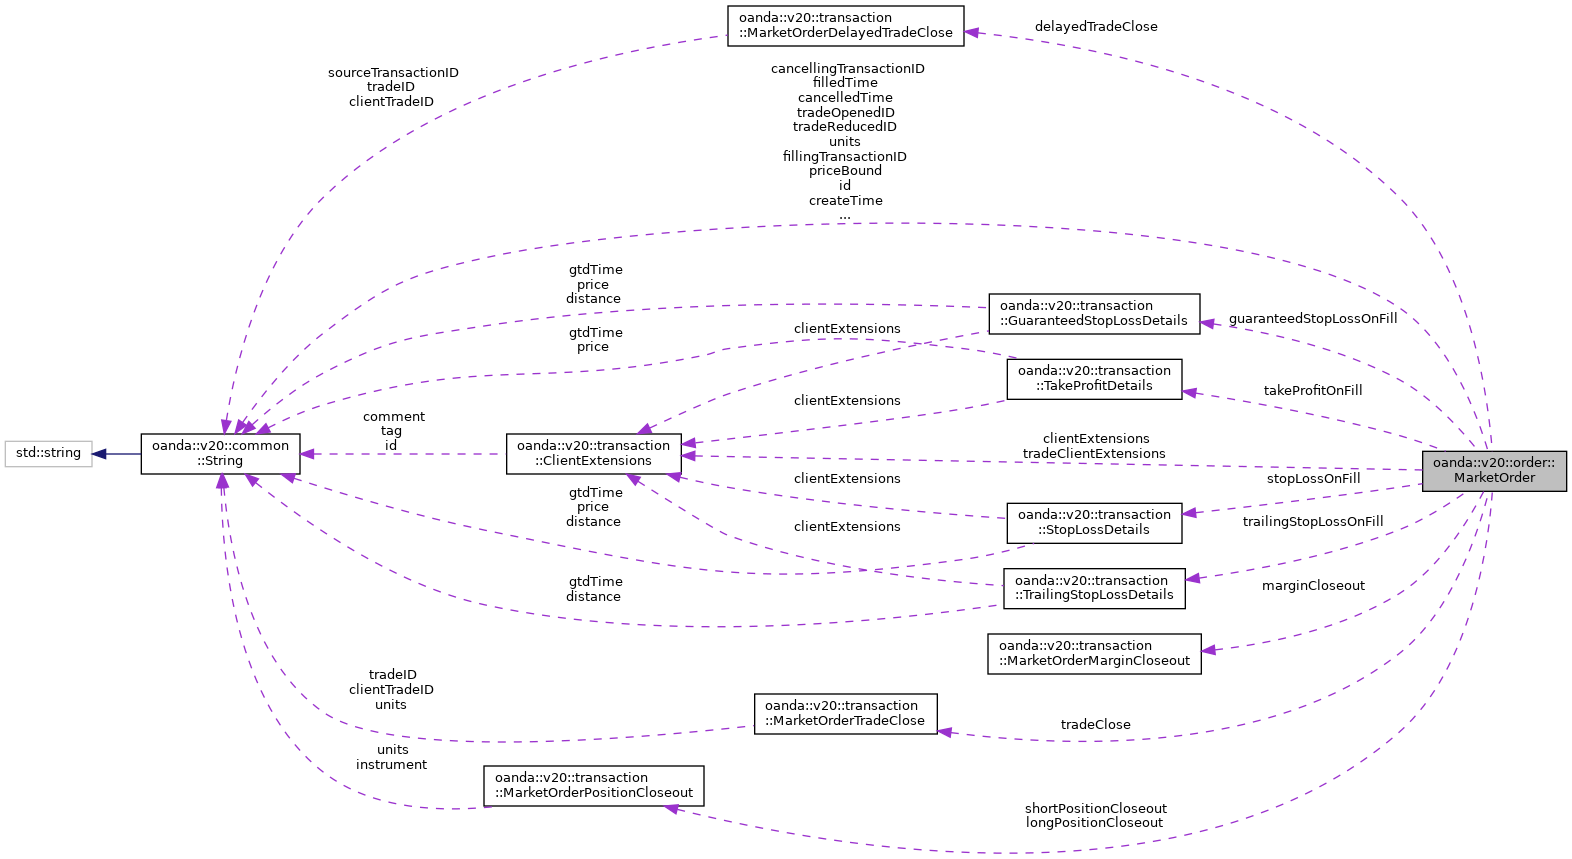 oanda::v20::transaction
::MarketOrderDelayedTradeClose
delayedTradeClose
sourceTransactionID
tradeID
clientTradeID
cancellingTransactionID
filledTime
cancelledTime
tradeOpenedID
tradeReducedID
units
fillingTransactionID
priceBound
id
createTime
...
gtdTime
price
distance
oanda::v20::transaction
::GuaranteedStopLossDetails
guaranteedStopLossOnFill
gtdTime
price
clientExtensions
oanda::v20::transaction
::TakeProfitDetails
takeProfitOnFill
clientExtensions
comment
tag
id
std::string
oanda::v20::common
::String
oanda::v20::transaction
::ClientExtensions
clientExtensions
tradeClientExtensions
oanda::v20::order::
MarketOrder
clientExtensions
stopLossOnFill
gtdTime
price
distance
oanda::v20::transaction
::StopLossDetails
clientExtensions
trailingStopLossOnFill
gtdTime
distance
oanda::v20::transaction
::TrailingStopLossDetails
marginCloseout
oanda::v20::transaction
::MarketOrderMarginCloseout
tradeID
clientTradeID
units
oanda::v20::transaction
::MarketOrderTradeClose
tradeClose
units
instrument
oanda::v20::transaction
::MarketOrderPositionCloseout
shortPositionCloseout
longPositionCloseout